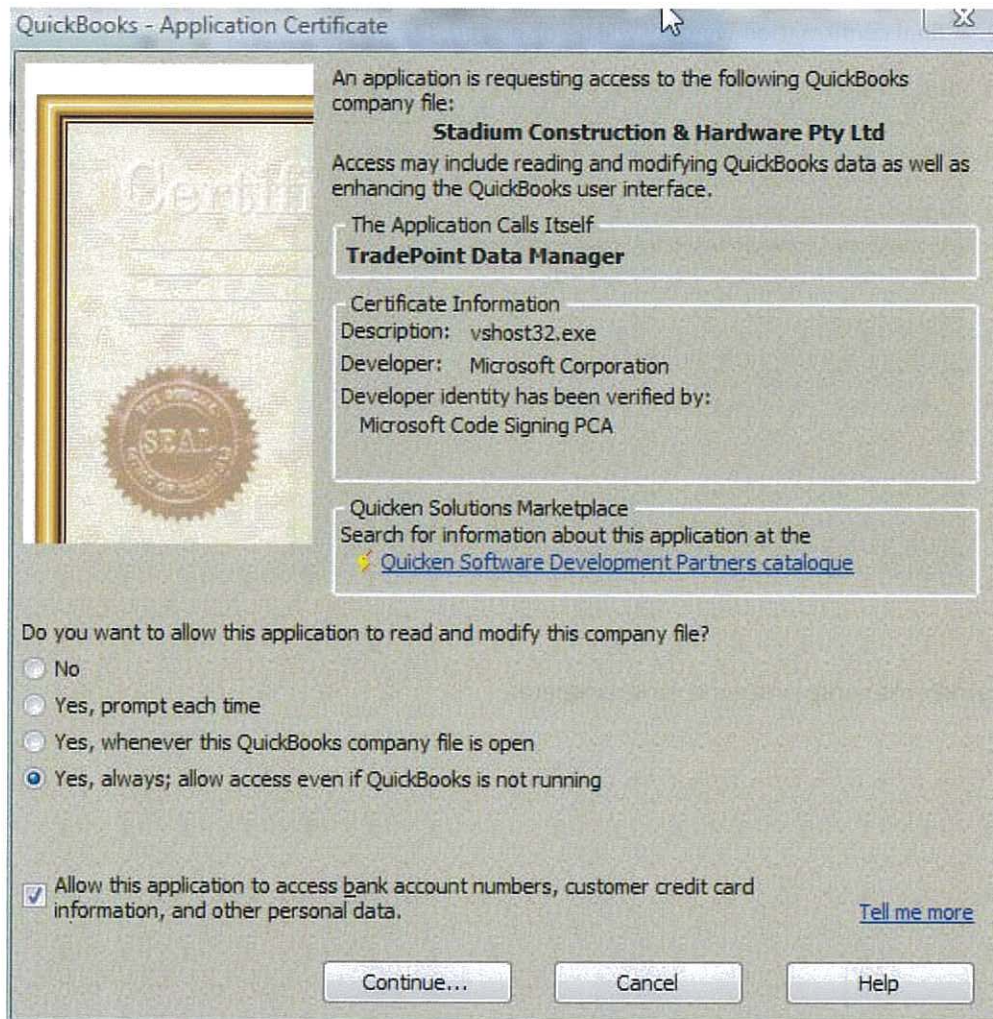 QuickBooks - Application Certificate
An application is requesting access to the following QuickBooks
company file:
Stadium Construction & Hardware Pty Ltd
Access may include reading and modifying QuickBooks data as well as
enhancing the QuickBooks user interface.
Certifi
SEAL
The Application Calls Itself
TradePoint Data Manager
Certificate Information
Description: vshost32.exe
Developer: Microsoft Corporation
Developer identity has been verified by:
Microsoft Code Signing PCA
Quicken Solutions Marketplace
Search for information about this application at the
Quicken Software Development Partners catalogue
Do you want to allow this application to read and modify this company file?
No
Yes, prompt each time
Yes, whenever this QuickBooks company file is open
Yes, always; allow access even if QuickBooks is not running
Allow this application to access bank account numbers, customer credit card
information, and other personal data.
Tell me more
Continue...
Cancel
Help